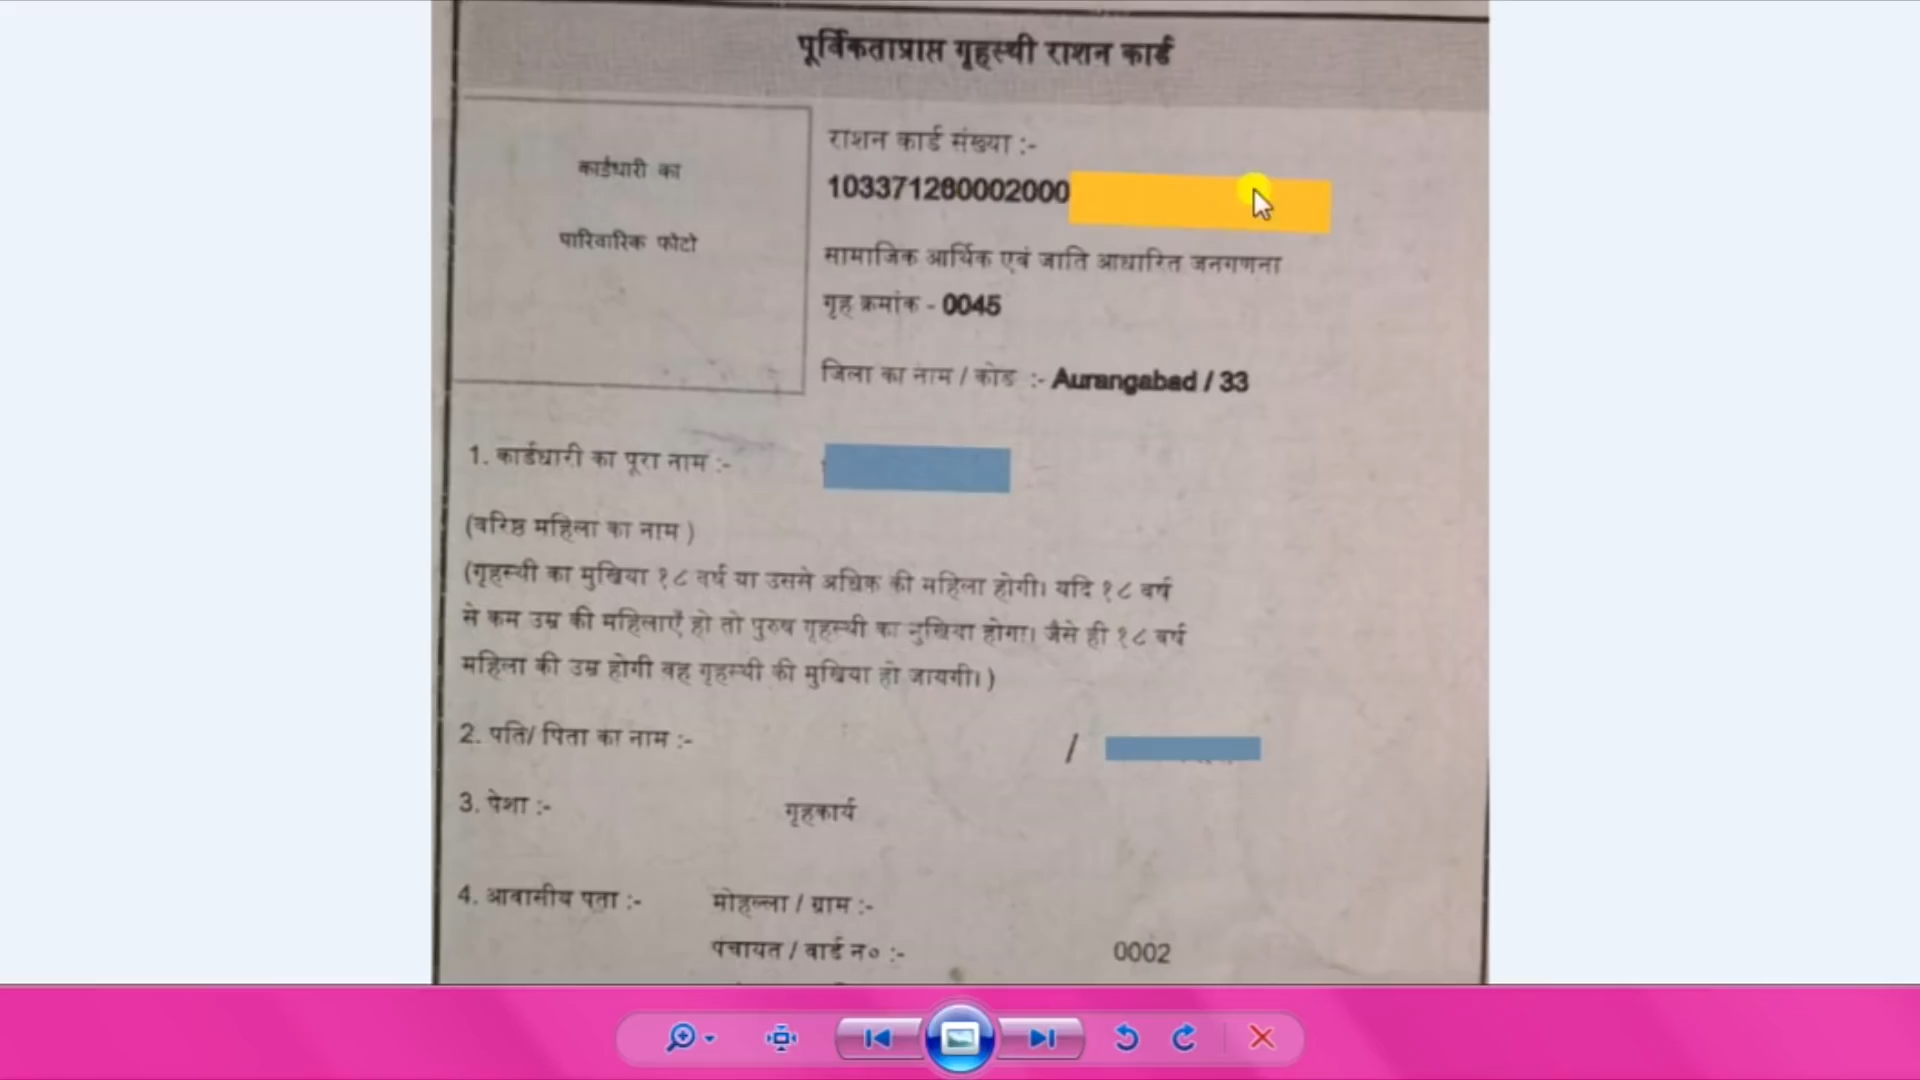 पूर्विकताप्राप्त गृहस्थी राशन कार्ड
कार्डधारी का
पारिवारिक फोटो
राशन कार्ड संख्या :-
103371280002000
सामाजिक आर्थिक एवं जाति आधारित जनगणना
गृह क्रमांक - 0045
जिला का नाम / कोड :- Aurangabad / 33
1. कार्डधारी का पूरा नाम :-
(वरिष्ठ महिला का नाम )
(गृहस्थी का मुखिया १८ वर्ष या उससे अधिक की महिला होगी। यदि १८ वर्ष
से कम उम्र की महिलाएँ हो तो पुरुष गृहस्थी का मुखिया होगा। जैसे ही १८ वर्ष
महिला की उम्र होगी वह गृहस्थी की मुखिया हो जायगी। )
2. पति/ पिता का नाम :- /
3. पेशा :- गृहकार्य
4. आवासीय पता :- मोहल्ला / ग्राम :-
पंचायत / वार्ड न० :- 0002